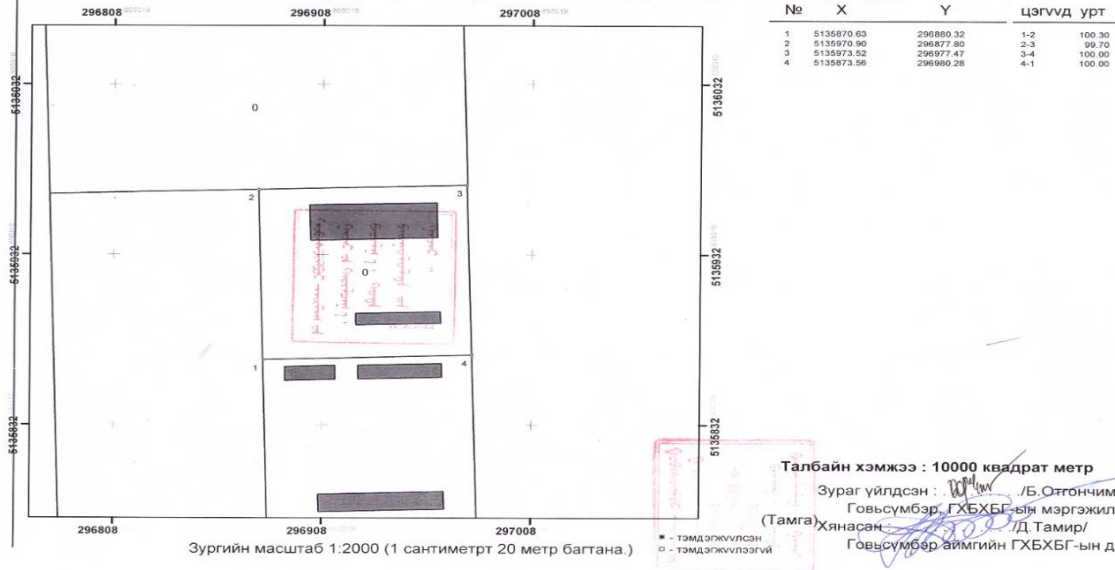 296808 296908 297008
5136032 5136032
5135932 5135932
5135832 5135832
0
2 3
0
1 4
296808 296908 297008
Зургийн масштаб 1:2000 (1 сантиметрт 20 метр багтана.)
№ X Y цэгүүд урт
1 5135870.63 296880.32 1-2 100.30
2 5135970.90 296877.80 2-3 99.70
3 5135973.52 296977.47 3-4 100.00
4 5135873.56 296980.28 4-1 100.00
■ - тэмдэгжүүлсэн
□ - тэмдэгжүүлээгүй
Талбайн хэмжээ : 10000 квадрат метр
Зураг үйлдсэн : /Б.Отгончим
Говьсүмбэр, ГХБХБГ-ын мэргэжил
(Тамга) Хянасан: /Д.Тамир/
Говьсүмбэр аймгийн ГХБХБГ-ын д